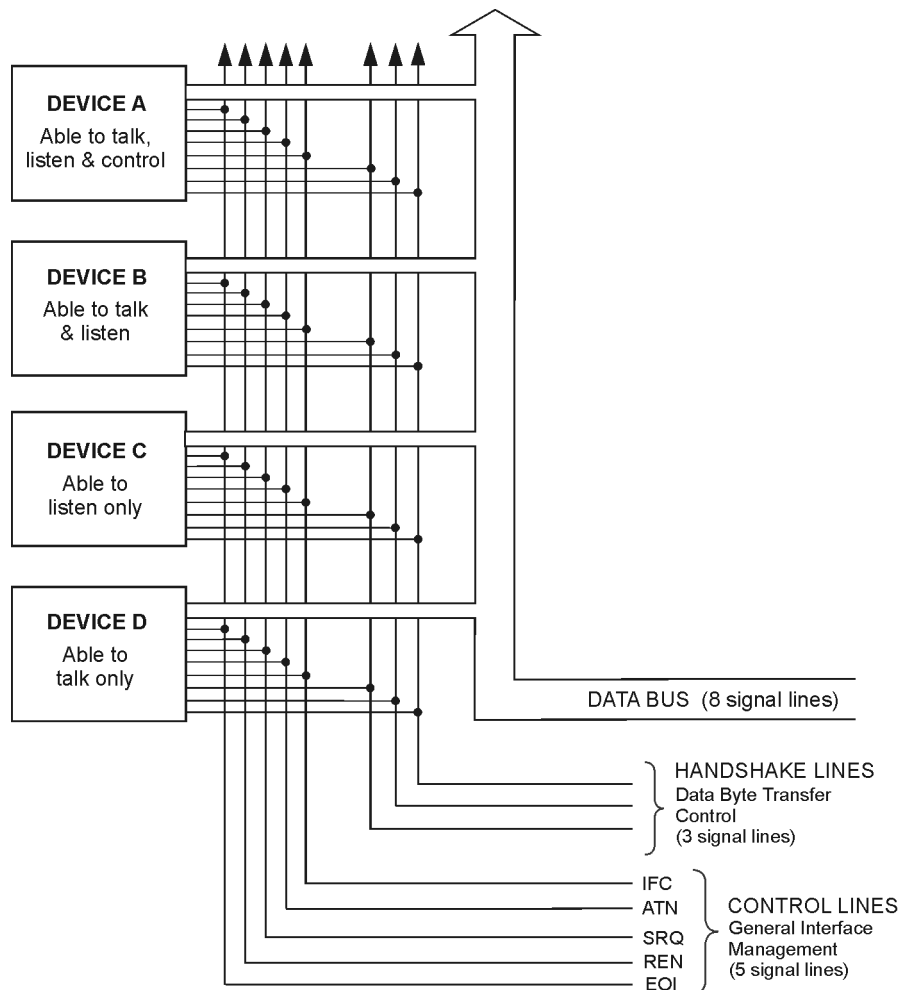 DEVICE A
Able to talk,
listen & control
DEVICE B
Able to talk
& listen
DEVICE C
Able to
listen only
DEVICE D
Able to
talk only
DATA BUS (8 signal lines)
HANDSHAKE LINES
Data Byte Transfer
Control
(3 signal lines)
IFC
ATN
SRQ
REN
EOI
CONTROL LINES
General Interface
Management
(5 signal lines)